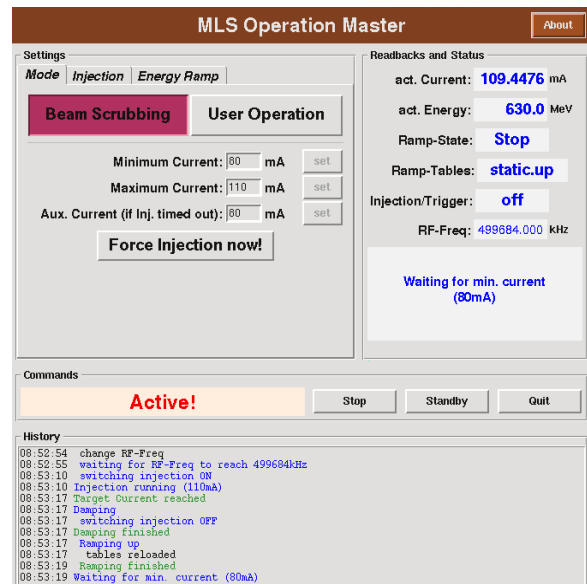 MLS Operation Master
About
Settings
Mode Injection Energy Ramp
Beam Scrubbing User Operation
Minimum Current: 80 mA set
Maximum Current: 110 mA set
Aux. Current (if Inj. timed out): 80 mA set
Force Injection now!
Readbacks and Status
act. Current: 109.4476 mA
act. Energy: 630.0 MeV
Ramp-State: Stop
Ramp-Tables: static.up
Injection/Trigger: off
RF-Freq: 499684.000 kHz
Waiting for min. current
(80mA)
Commands
Active! Stop Standby Quit
History
08:52:54 change RF-Freq
08:52:55 waiting for RF-Freq to reach 499684kHz
08:53:10 switching injection ON
08:53:10 Injection running (110mA)
08:53:17 Target Current reached
08:53:17 Damping
08:53:17 switching injection OFF
08:53:17 Damping finished
08:53:17 Ramping up
08:53:17 tables reloaded
08:53:19 Ramping finished
08:53:19 Waiting for min. current (80mA)